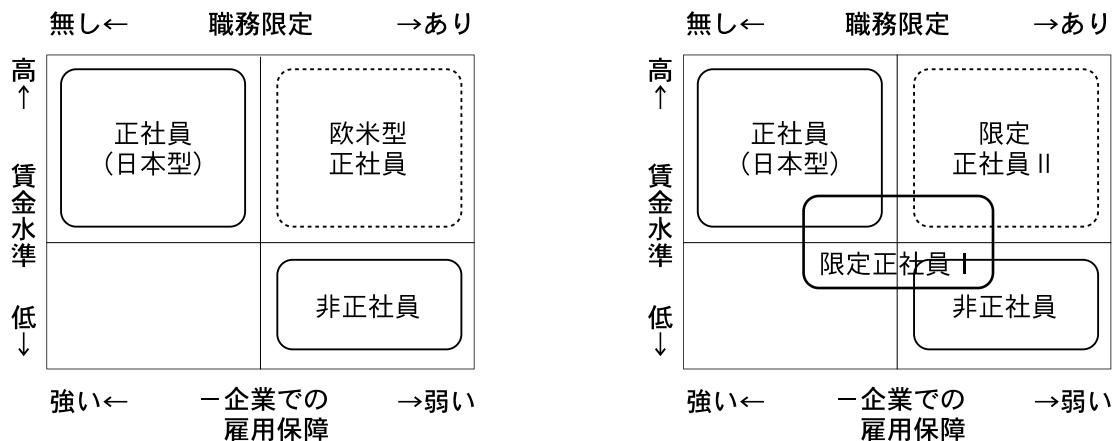 無し← 職務限定 →あり
高↑
賃金水準
低↓
正社員
(日本型)
欧米型
正社員
非正社員
強い← 一企業での →弱い
雇用保障
無し← 職務限定 →あり
高↑
賃金水準
低↓
正社員
(日本型)
限定
正社員Ⅱ
限定正社員Ⅰ
非正社員
強い← 一企業での →弱い
雇用保障